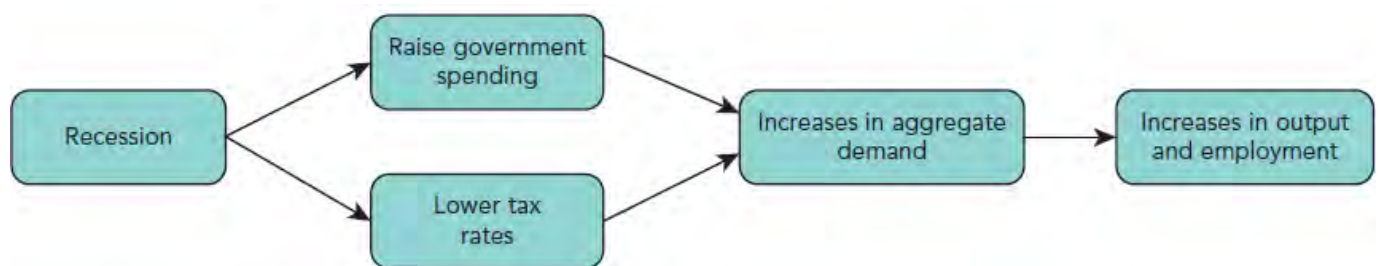 Recession
Raise government
spending
Lower tax
rates
Increases in aggregate
demand
Increases in output
and employment